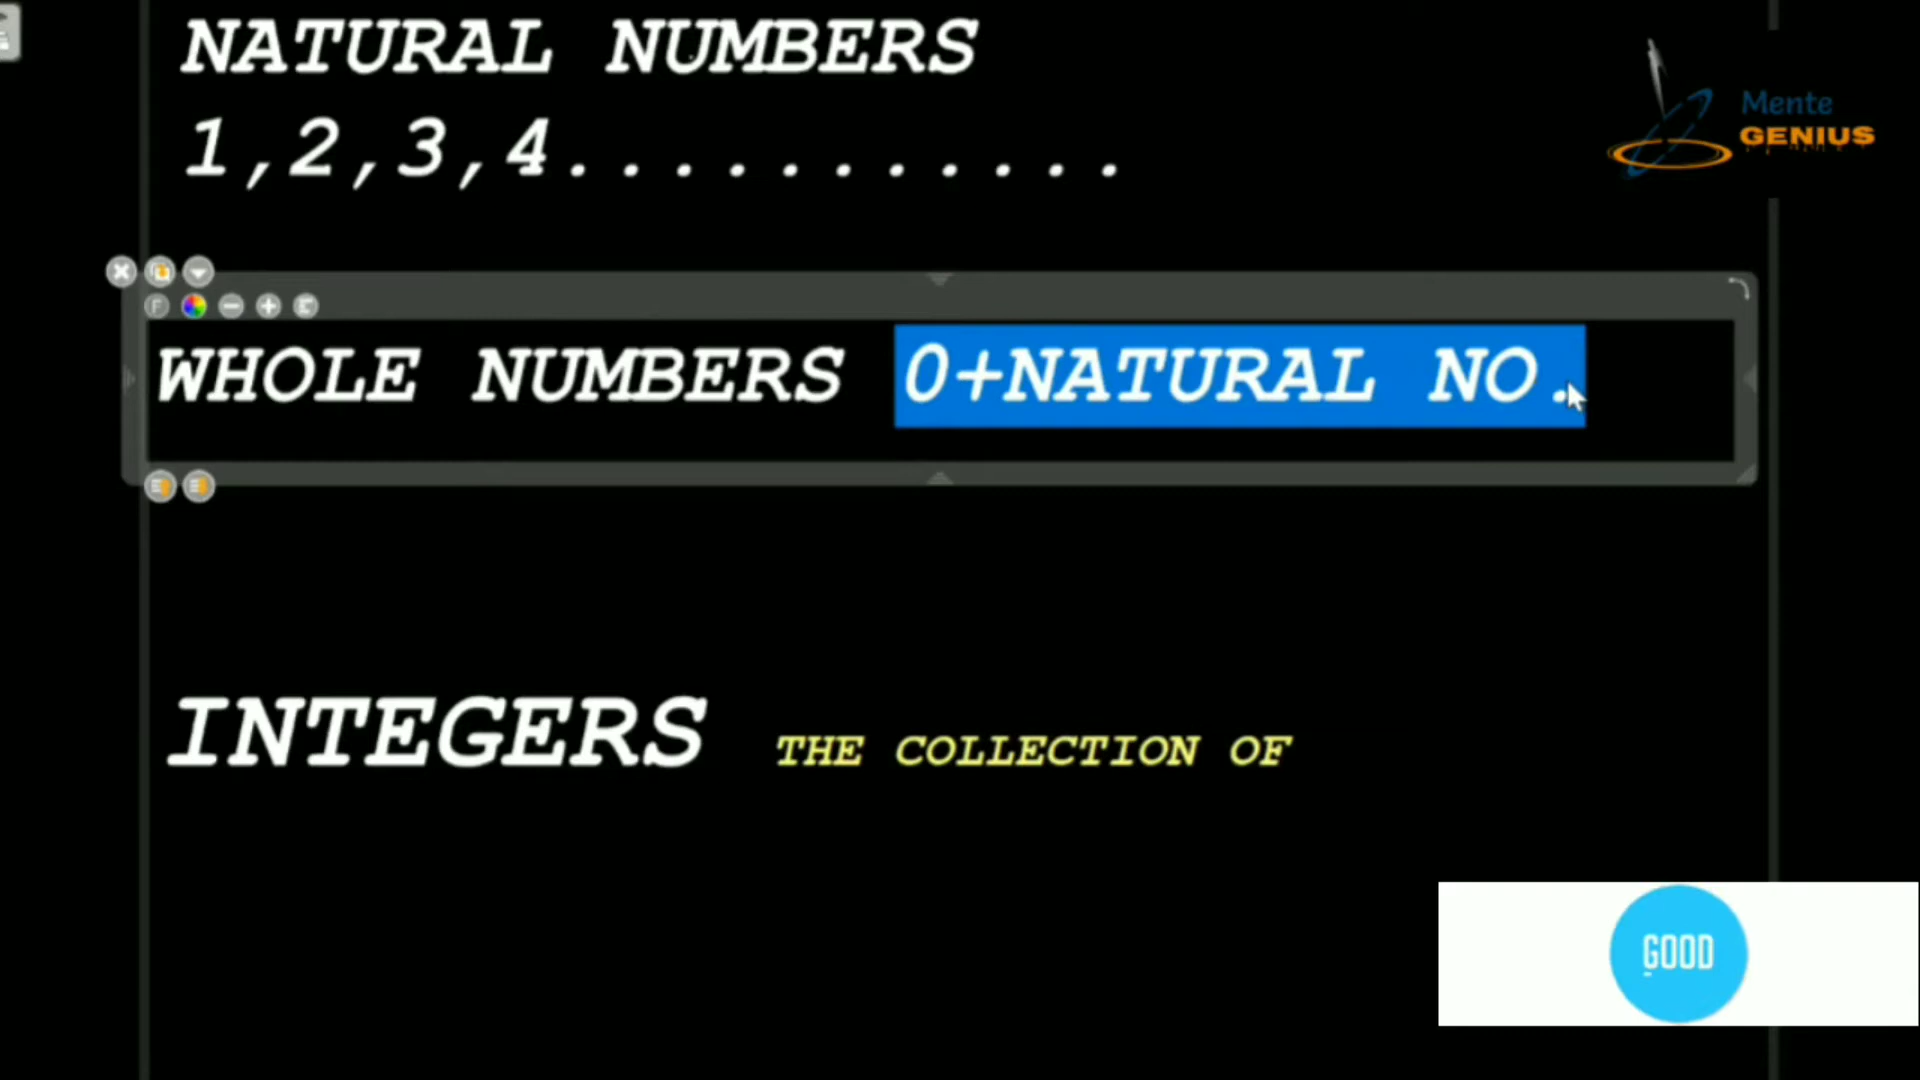 NATURAL NUMBERS
1,2,3,4...........
Mente
GENIUS
WHOLE NUMBERS 0+NATURAL NO.
INTEGERS THE COLLECTION OF
GOOD